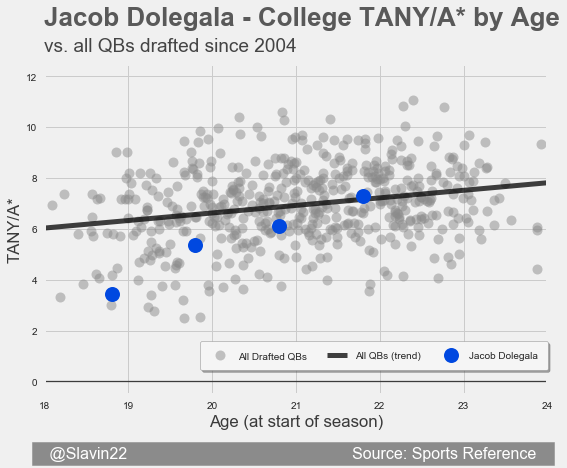 Jacob Dolegala - College TANY/A* by Age
vs. all QBs drafted since 2004
12
10
8
6
4
2
0
TANY/A*
All Drafted QBs
All QBs (trend)
Jacob Dolegala
18 19 20 21 22 23 24
Age (at start of season)
@Slavin22 Source: Sports Reference